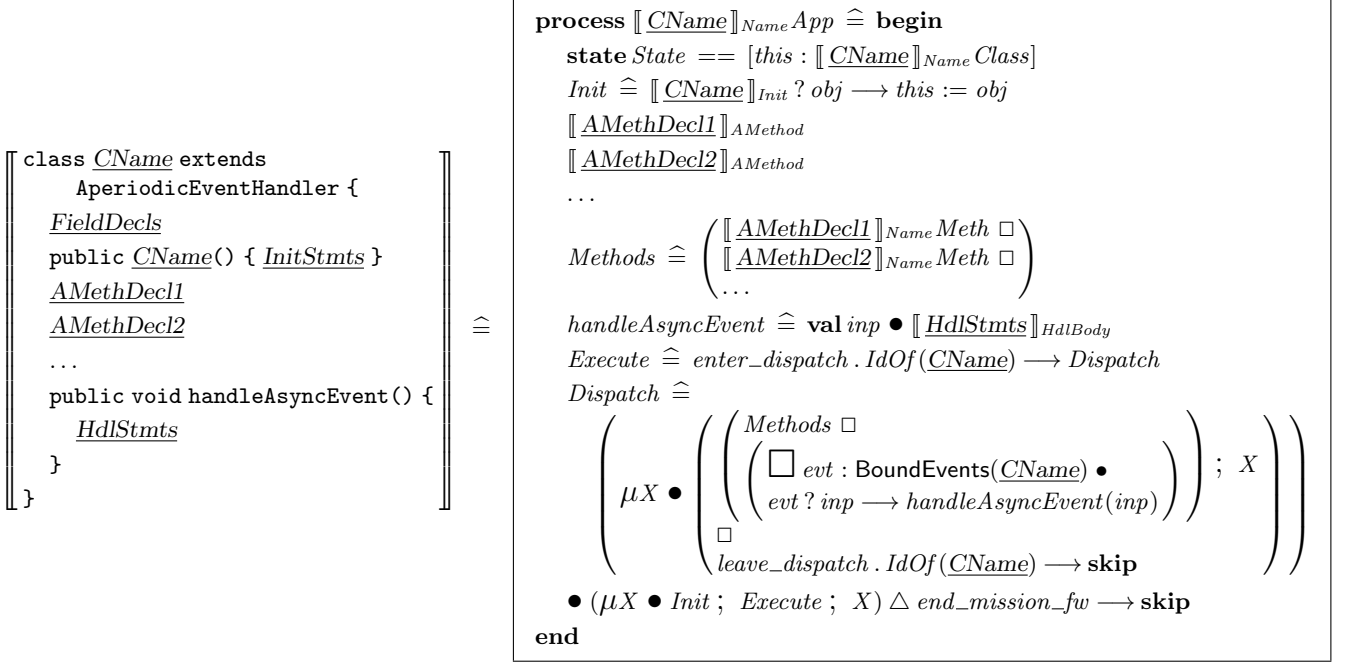 class CName extends
AperiodicEventHandler {
FieldDecls
public CName() { InitStmts }
AMethDecl1
AMethDecl2
...
public void handleAsyncEvent() {
HdlStmts
}
}
≙
process ⟦ CName ⟧Name App ≙ begin
state State == [this : ⟦ CName ⟧Name Class]
Init ≙ ⟦ CName ⟧Init ? obj ⟶ this := obj
⟦ AMethDecl1 ⟧AMethod
⟦ AMethDecl2 ⟧AMethod
...
Methods ≙ ( ⟦ AMethDecl1 ⟧Name Meth □
⟦ AMethDecl2 ⟧Name Meth □
... )
handleAsyncEvent ≙ val inp ● ⟦ HdlStmts ⟧HdlBody
Execute ≙ enter_dispatch . IdOf(CName) ⟶ Dispatch
Dispatch ≙
( μX ● ( ( Methods □
( □ evt : BoundEvents(CName) ●
evt ? inp ⟶ handleAsyncEvent(inp) ) ) ; X
□
leave_dispatch . IdOf(CName) ⟶ skip ) )
● (μX ● Init ; Execute ; X) △ end_mission_fw ⟶ skip
end